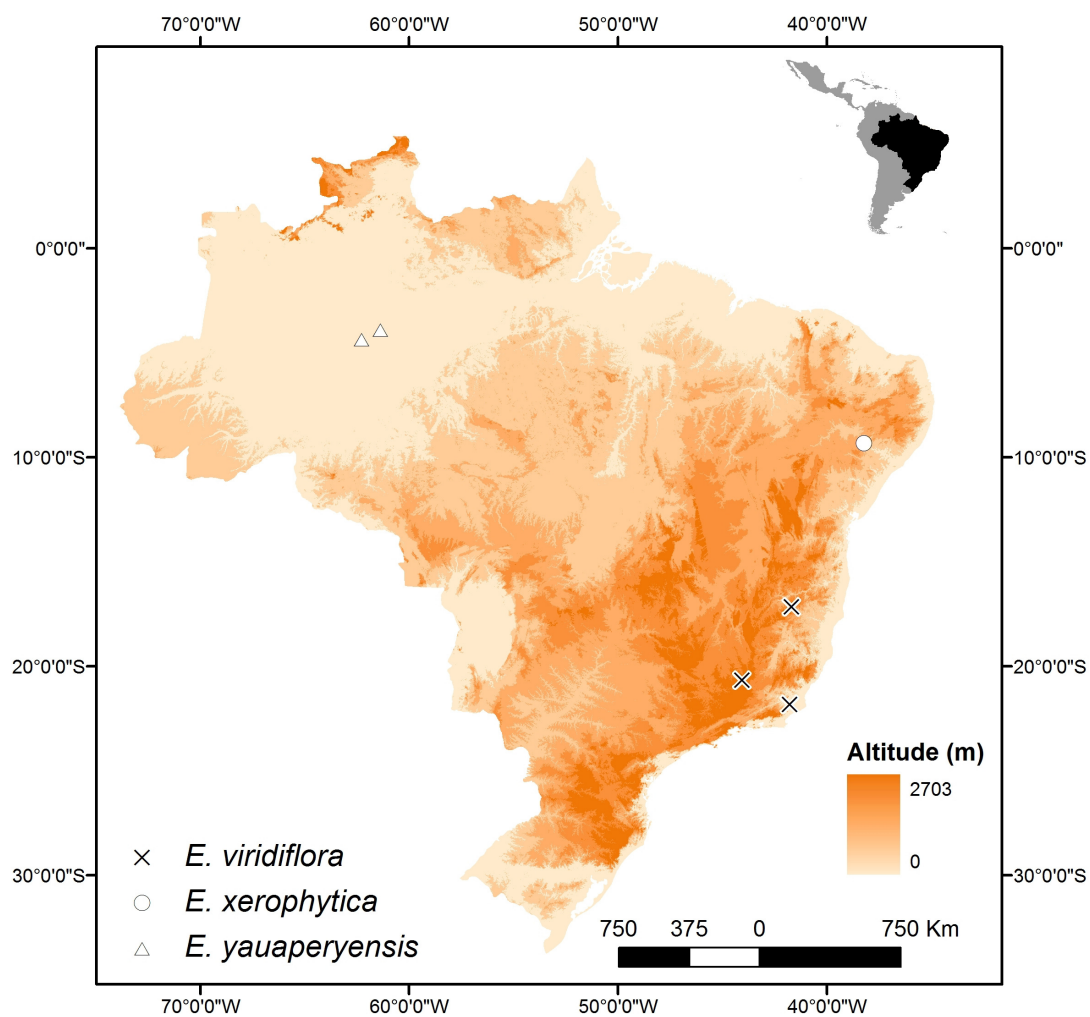 70°0'0"W 60°0'0"W 50°0'0"W 40°0'0"W
0°0'0" 0°0'0"
10°0'0"S 10°0'0"S
20°0'0"S 20°0'0"S
Altitude (m)
2703
0
E. viridiflora
30°0'0"S 30°0'0"S
E. xerophytica
E. yauaperyensis
750 375 0 750 Km
70°0'0"W 60°0'0"W 50°0'0"W 40°0'0"W